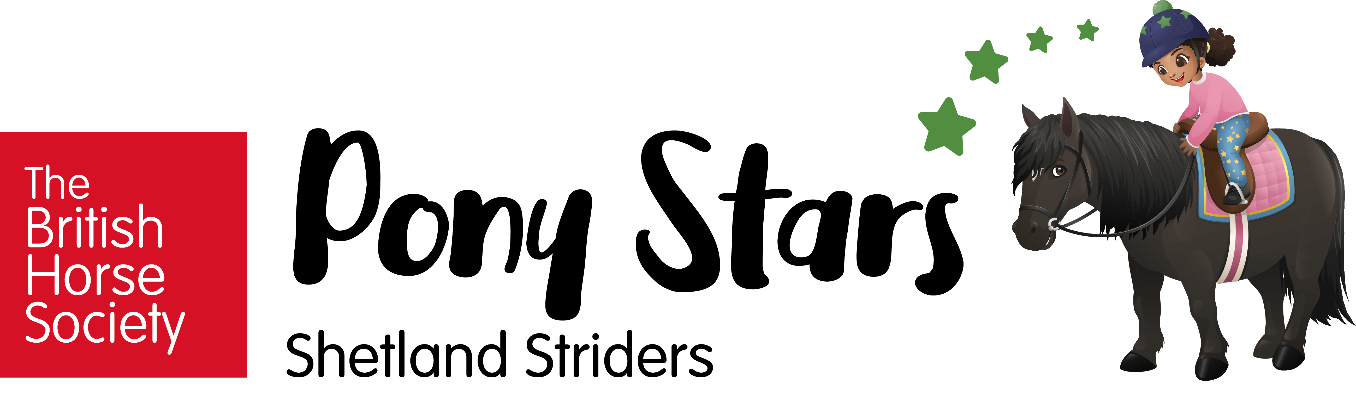 The
British
Horse
Society
Pony Stars
Shetland Striders